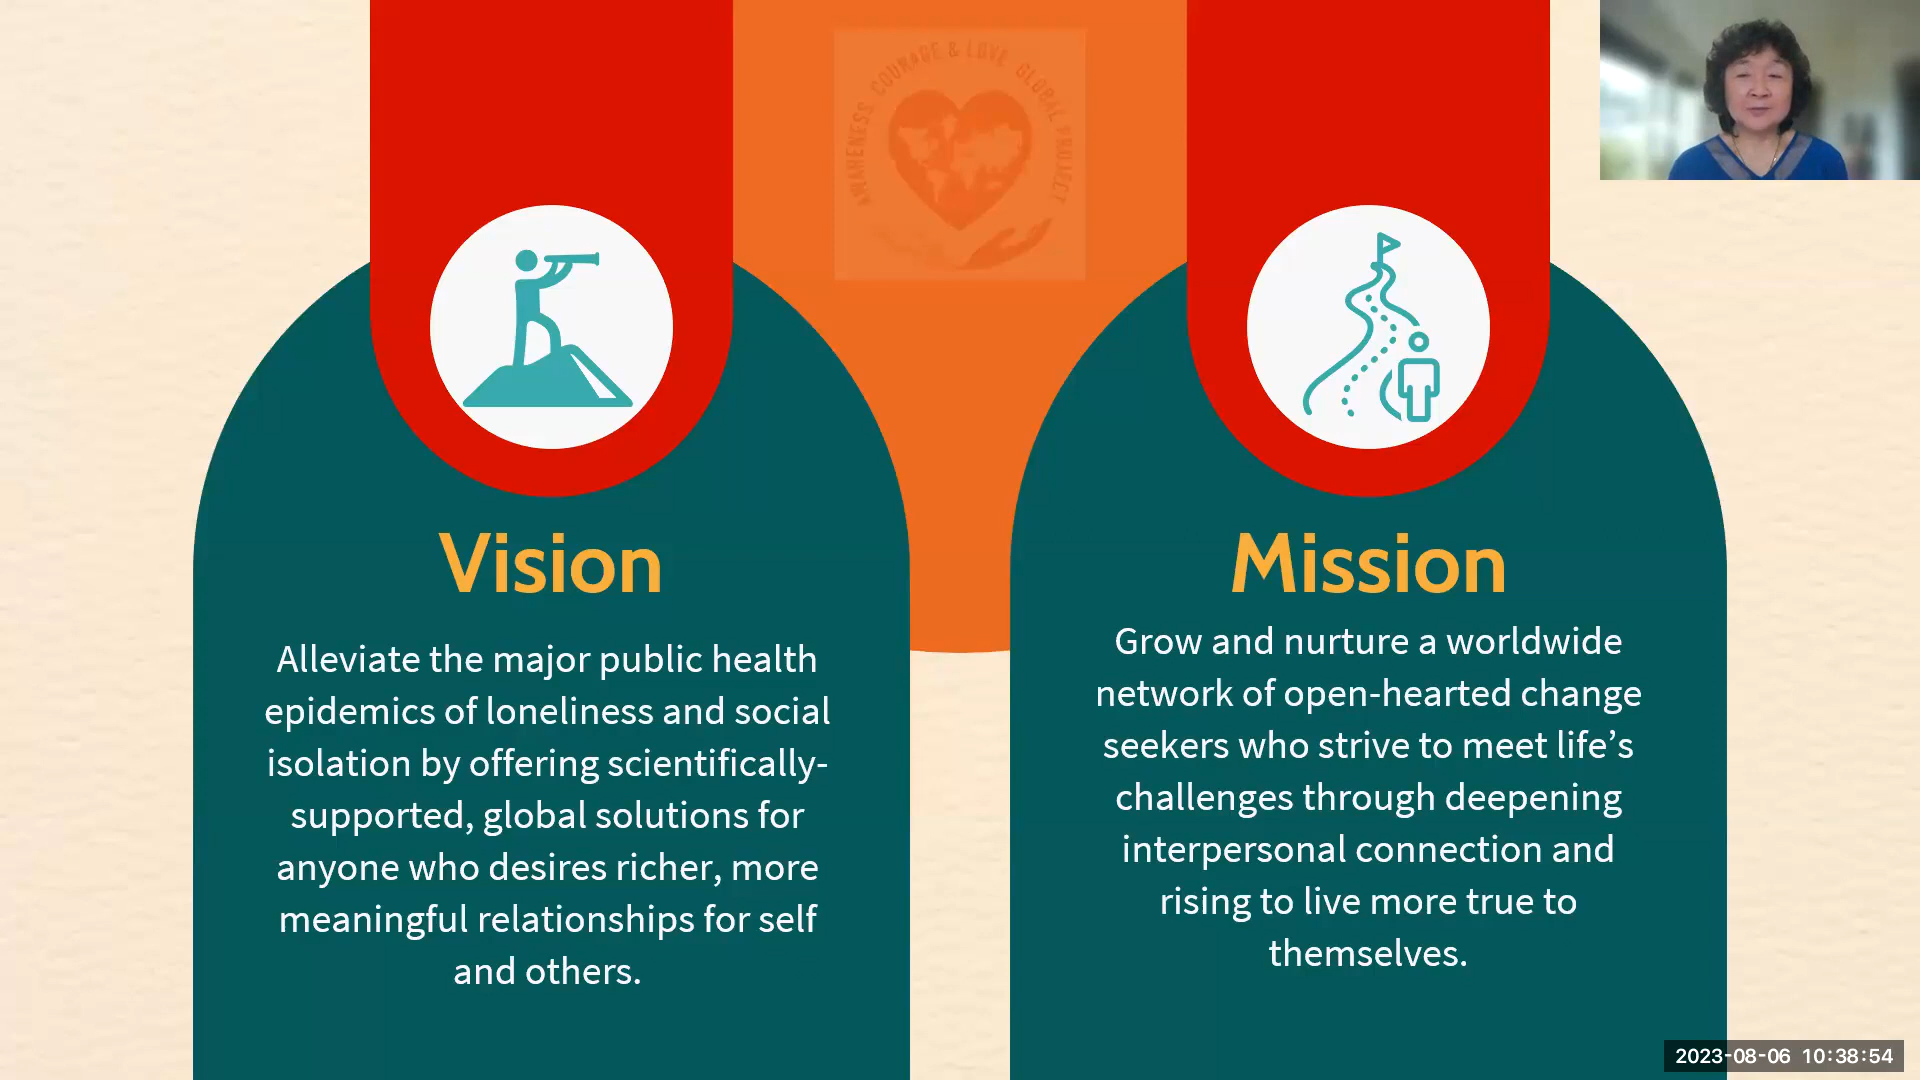 AWARENESS, COURAGE & LOVE GLOBAL PROJECT
Vision
Alleviate the major public health
epidemics of loneliness and social
isolation by offering scientifically-
supported, global solutions for
anyone who desires richer, more
meaningful relationships for self
and others.
Mission
Grow and nurture a worldwide
network of open-hearted change
seekers who strive to meet life’s
challenges through deepening
interpersonal connection and
rising to live more true to
themselves.
2023-08-06 10:38:54